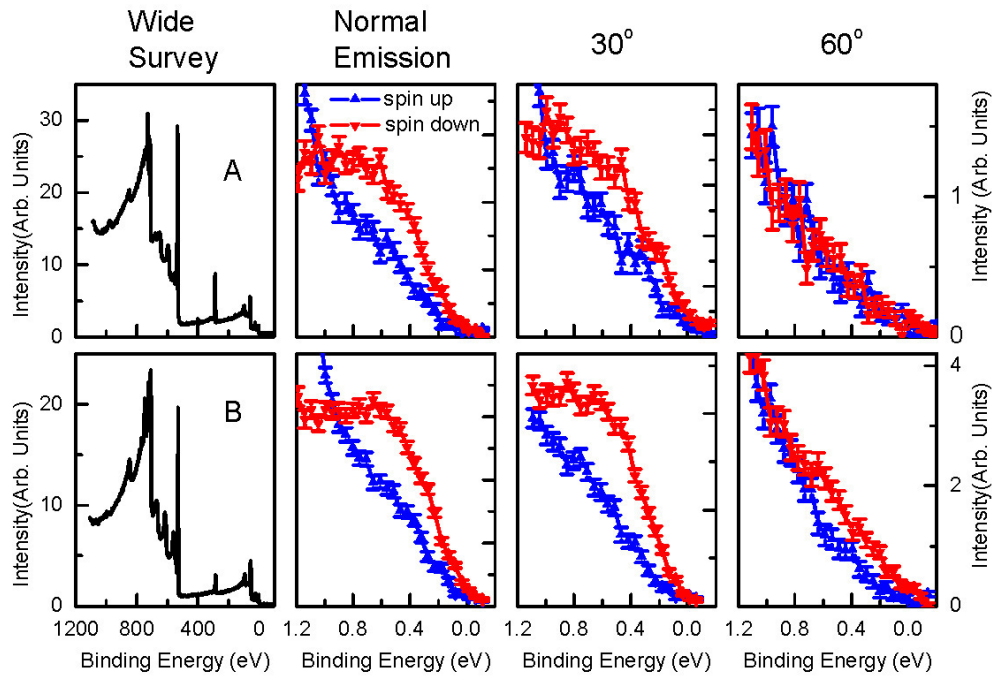 Wide Survey
Normal Emission
30°
60°
Intensity(Arb. Units)
30
20
10
0
A
spin up
spin down
1
0
Intensity (Arb. Units)
Intensity(Arb. Units)
20
10
0
B
4
2
0
Intensity(Arb. Units)
1200 800 400 0
1.2 0.8 0.4 0.0
1.2 0.8 0.4 0.0
1.2 0.8 0.4 0.0
Binding Energy (eV)
Binding Energy (eV)
Binding Energy (eV)
Binding Energy (eV)